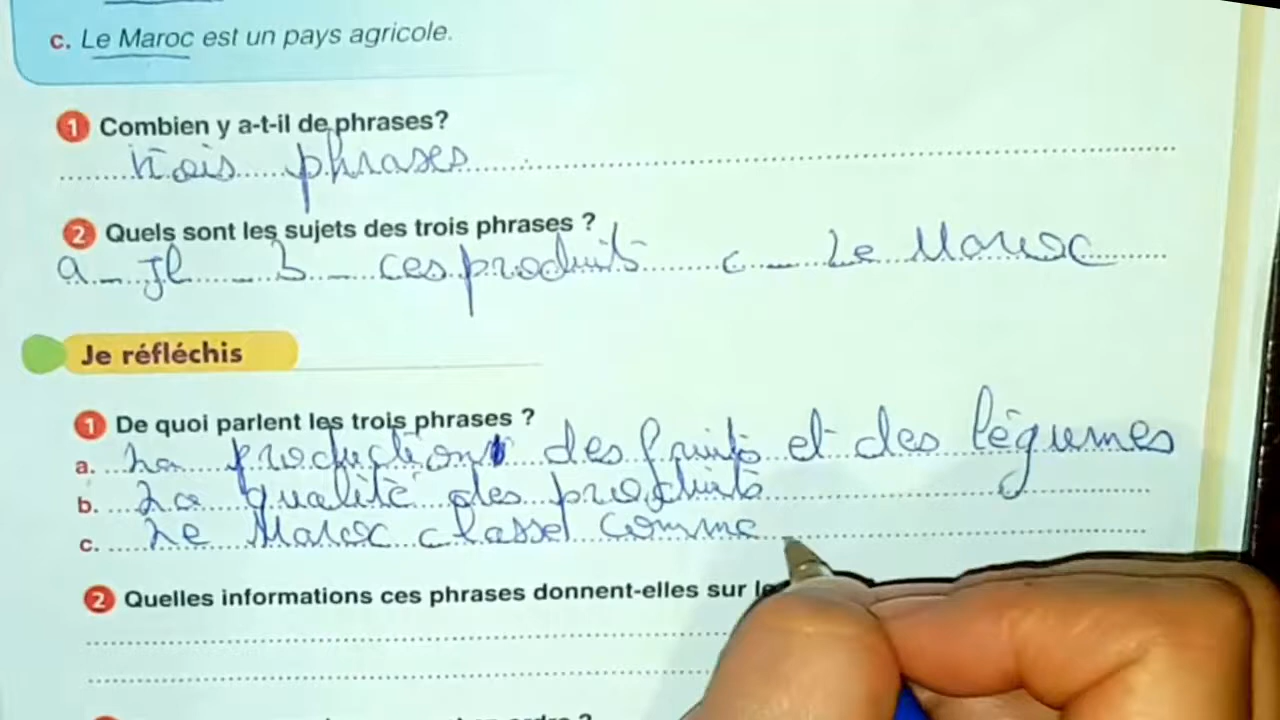 c. Le Maroc est un pays agricole.
1 Combien y a-t-il de phrases?
trois phrases
2 Quels sont les sujets des trois phrases ?
a_ Il _ b _ ces produits c _ Le Maroc
Je réfléchis
1 De quoi parlent les trois phrases ?
a. La production des fruits et des légumes
b. La qualité des produits
c. Le Maroc classel comme
2 Quelles informations ces phrases donnent-elles sur le